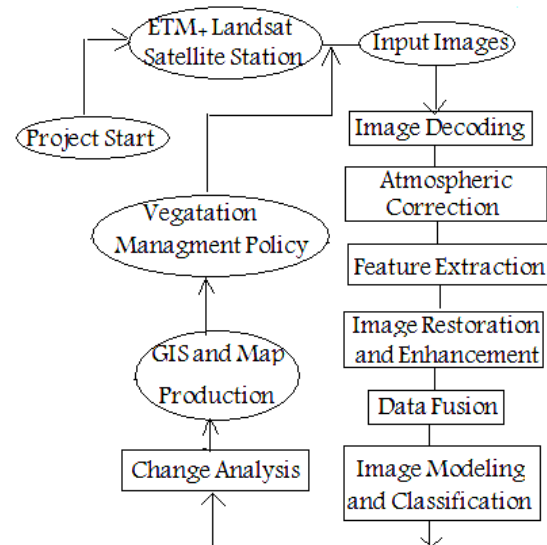 ETM+ Landsat
Satellite Station
Input Images
Project Start
Image Decoding
Atmospheric
Correction
Vegatation
Managment Policy
Feature Extraction
Image Restoration
and Enhancement
GIS and Map
Production
Data Fusion
Change Analysis
Image Modeling
and Classification